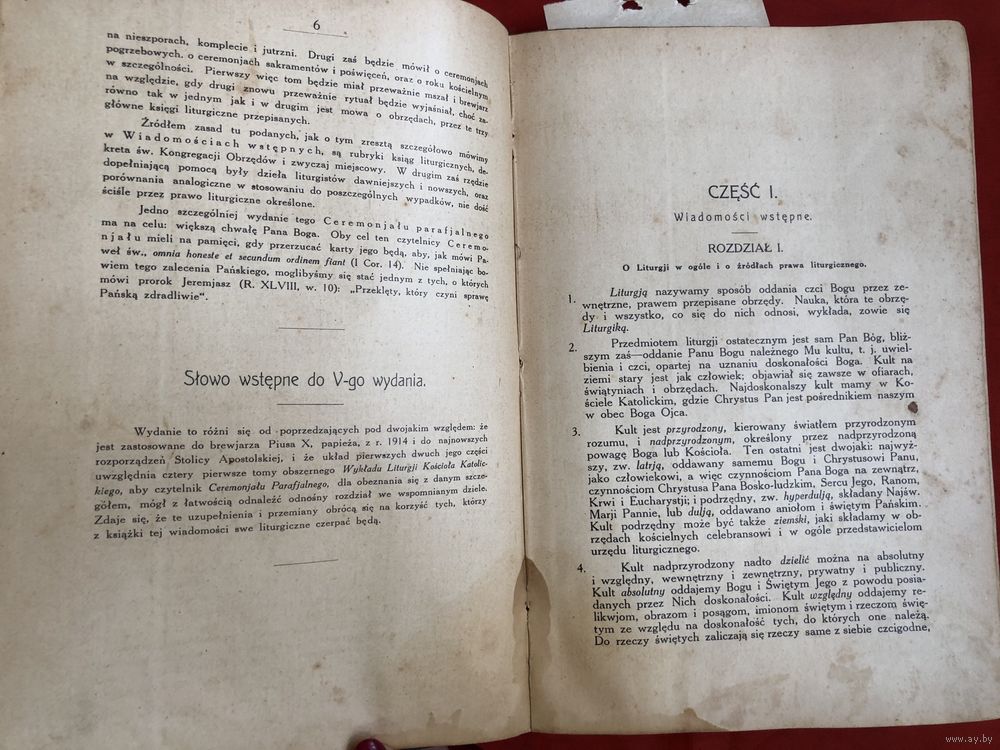 6
na nieszporach, komplecie i jutrzni. Drugi zaś będzie mówił o ceremonjach
pogrzebowych, o ceremonjach sakramentów i poświęceń, oraz o roku kościelnym
w szczególności. Pierwszy więc tom będzie miał przeważnie mszał i brewjarz
na względzie, gdy drugi znowu przeważnie rytuał będzie wyjaśniał, choć za-
równo tak w jednym jak i w drugim jest mowa o obrzędach, przez te trzy
główne księgi liturgiczne przepisanych.
Źródłem zasad tu podanych, jak o tym zresztą szczegółowo mówimy
w Wiadomościach wstępnych, są rubryki ksiąg liturgicznych, de-
kreta św. Kongregacji Obrzędów i zwyczaj miejscowy. W drugim zaś rzędzie
dopełniającą pomocą były dzieła liturgistów dawniejszych i nowszych, oraz
porównania analogiczne w stosowaniu do poszczególnych wypadków, nie dość
ściśle przez prawo liturgiczne określone.
Jedno szczególniej wydanie tego Ceremonjału parafjalnego
ma na celu: większą chwałę Pana Boga. Oby cel ten czytelnicy Ceremo-
njału mieli na pamięci, gdy przerzucać karty jego będą, aby, jak mówi Pa-
weł św., omnia honeste et secundum ordinem fiant (I Cor. 14). Nie spełniając bo-
wiem tego zalecenia Pańskiego, moglibyśmy się stać jednym z tych, o których
mówi prorok Jeremjasz (R. XLVIII, w. 10): „Przeklęty, który czyni sprawę
Pańską zdradliwie“.
Słowo wstępne do V-go wydania.
Wydanie to różni się od poprzedzających pod dwojakim względem: że
jest zastosowane do brewjarza Piusa X, papieża, z r. 1914 i do najnowszych
rozporządzeń Stolicy Apostolskiej, i że układ pierwszych dwuch jego części
uwzględnia cztery pierwsze tomy obszernego Wykładu Liturgji Kościoła Katolic-
kiego, aby czytelnik Ceremonjału Parafjalnego, dla obeznania się z danym szcze-
gółem, mógł z łatwością odnaleźć odnośny rozdział we wspomnianym dziele.
Zdaje się, że te uzupełnienia i przemiany obrócą się na korzyść tych, którzy
z książki tej wiadomości swe liturgiczne czerpać będą.
CZĘŚĆ I.
Wiadomości wstępne.
ROZDZIAŁ I.
O Liturgji w ogóle i o źródłach prawa liturgicznego.
1. Liturgją nazywamy sposób oddania czci Bogu przez ze-
wnętrzne, prawem przepisane obrzędy. Nauka, która te obrzę-
dy i wszystko, co się do nich odnosi, wykłada, zowie się
Liturgiką.
2. Przedmiotem liturgji ostatecznym jest sam Pan Bóg, bliż-
szym zaś—oddanie Panu Bogu należnego Mu kultu, t. j. uwiel-
bienia i czci, opartej na uznaniu doskonałości Boga. Kult na
ziemi stary jest jak człowiek; objawiał się zawsze w ofiarach,
świątyniach i obrzędach. Najdoskonalszy kult mamy w Ko-
ściele Katolickim, gdzie Chrystus Pan jest pośrednikiem naszym
w obec Boga Ojca.
3. Kult jest przyrodzony, kierowany światłem przyrodzonym
rozumu, i nadprzyrodzonym, określony przez nadprzyrodzoną
powagę Boga lub Kościoła. Ten ostatni jest dwojaki: najwyż-
szy, zw. latrją, oddawany samemu Bogu i Chrystusowi Panu,
jako człowiekowi, a więc czynnościom Pana Boga na zewnątrz,
czynnościom Chrystusa Pana Bosko-ludzkim, Sercu Jego, Ranom,
Krwi i Eucharystji; i podrzędny, zw. hyperdulją, składany Najśw.
Marji Pannie, lub dulją, oddawano aniołom i świętym Pańskim.
Kult podrzędny może być także ziemski, jaki składamy w ob-
rzędach kościelnych celebransowi i w ogóle przedstawicielom
urzędu liturgicznego.
4. Kult nadprzyrodzony nadto dzielić można na absolutny
i względny, wewnętrzny i zewnętrzny, prywatny i publiczny.
Kult absolutny oddajemy Bogu i Świętym Jego z powodu posia-
danych przez Nich doskonałości. Kult względny oddajemy re-
likwjom, obrazom i posągom, imionom świętym i rzeczom świę-
tym ze względu na doskonałość tych, do których one należą.
Do rzeczy świętych zaliczają się rzeczy same z siebie czcigodne,
www.ay.by